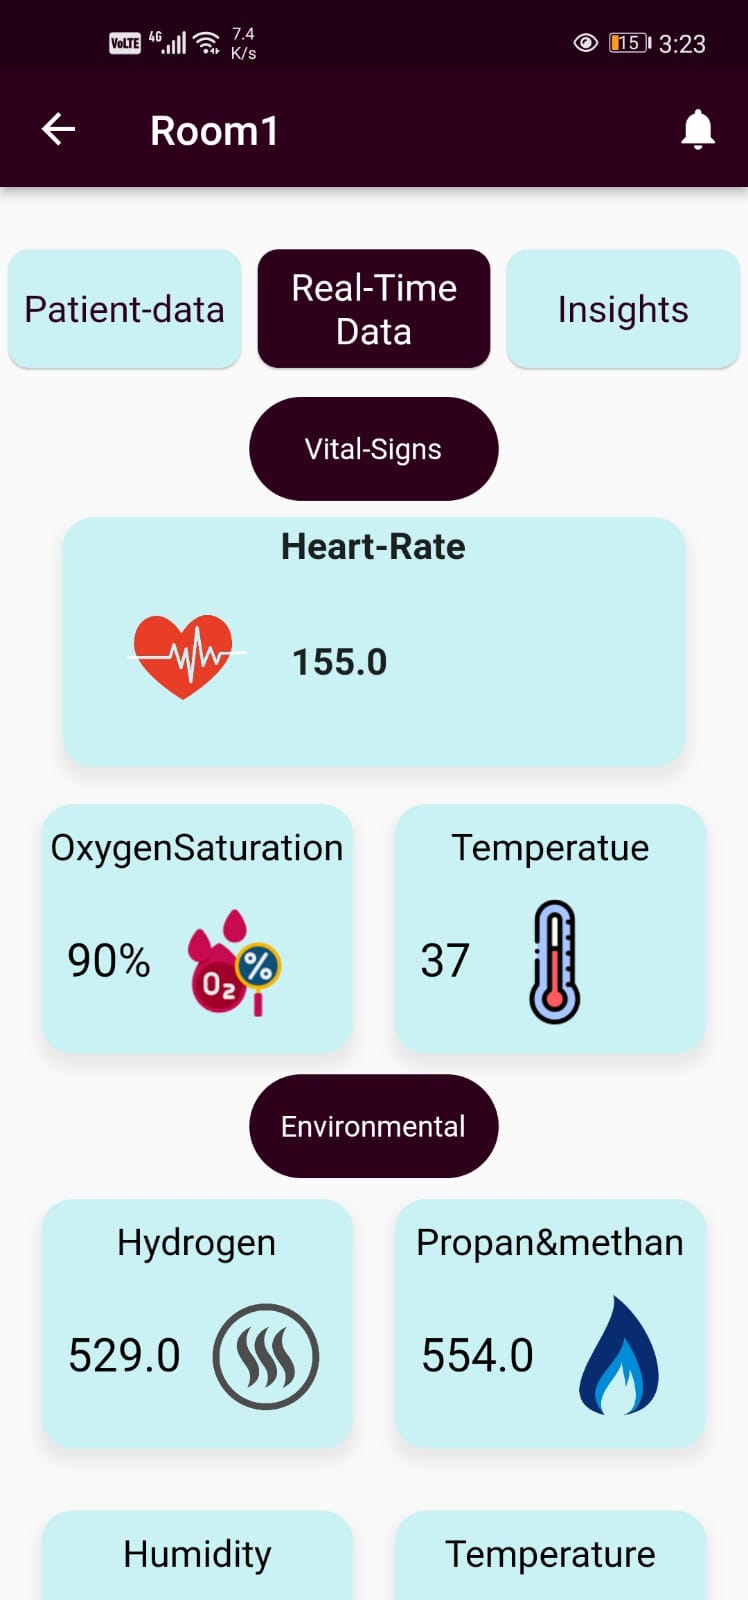 VoLTE 4G 7.4 K/s 15 3:23
Room1
Patient-data
Real-Time
Data
Insights
Vital-Signs
Heart-Rate
155.0
OxygenSaturation
Temperatue
90%
O₂ %
37
Environmental
Hydrogen
Propan&methan
529.0
554.0
Humidity
Temperature